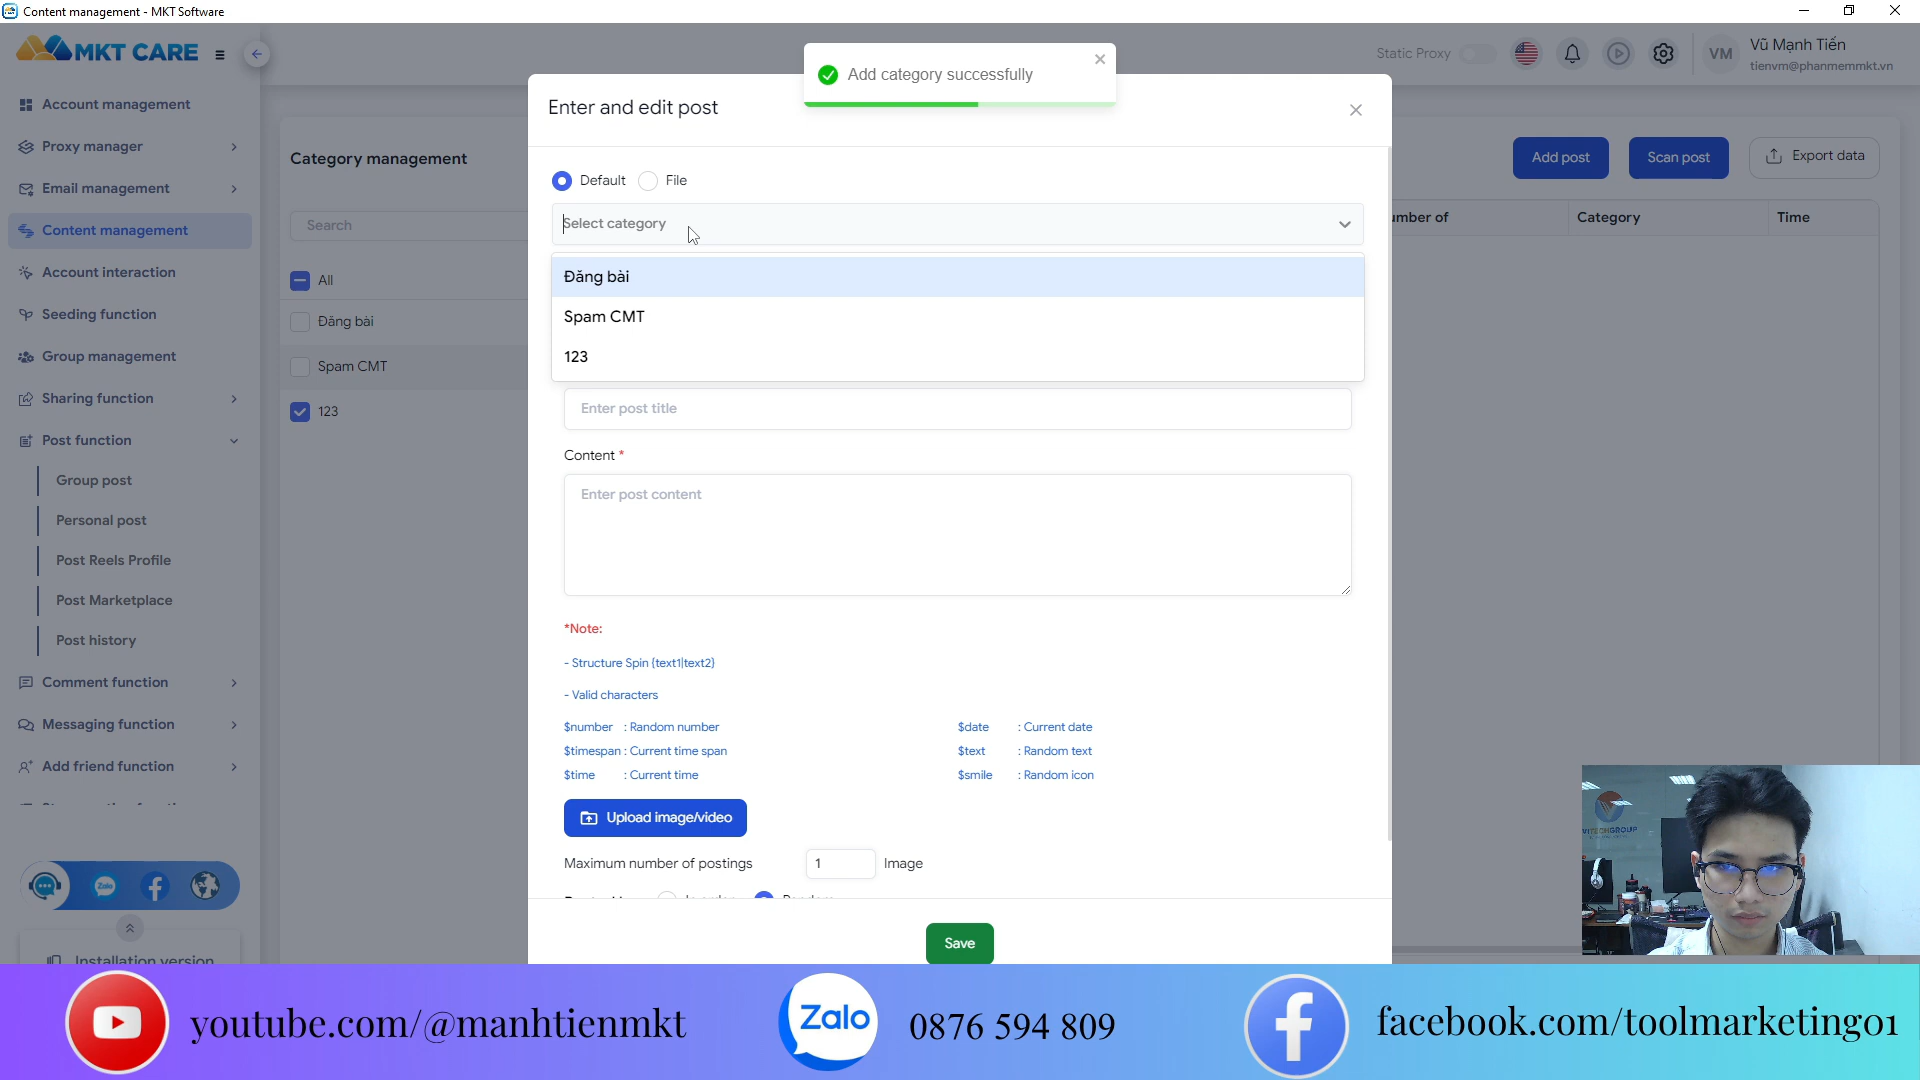 Content management - MKT Software
MKT CARE
Static Proxy
VM
Vũ Mạnh Tiến
tienvm@phanmemmkt.vn
Add category successfully
Account management
Proxy manager
Email management
Content management
Account interaction
Seeding function
Group management
Sharing function
Post function
Group post
Personal post
Post Reels Profile
Post Marketplace
Post history
Comment function
Messaging function
Add friend function
Zalo
Installation version
Category management
Search
All
Đăng bài
Spam CMT
123
Enter and edit post
Default
File
Select category
Đăng bài
Spam CMT
123
Enter post title
Content *
Enter post content
*Note:
- Structure Spin {text1|text2}
- Valid characters
$number : Random number
$date : Current date
$timespan : Current time span
$text : Random text
$time : Current time
$smile : Random icon
Upload image/video
Maximum number of postings
1
Image
Save
Add post
Scan post
Export data
Category
Time
VITECHGROUP
youtube.com/@manhtienmkt
Zalo
0876 594 809
facebook.com/toolmarketing01